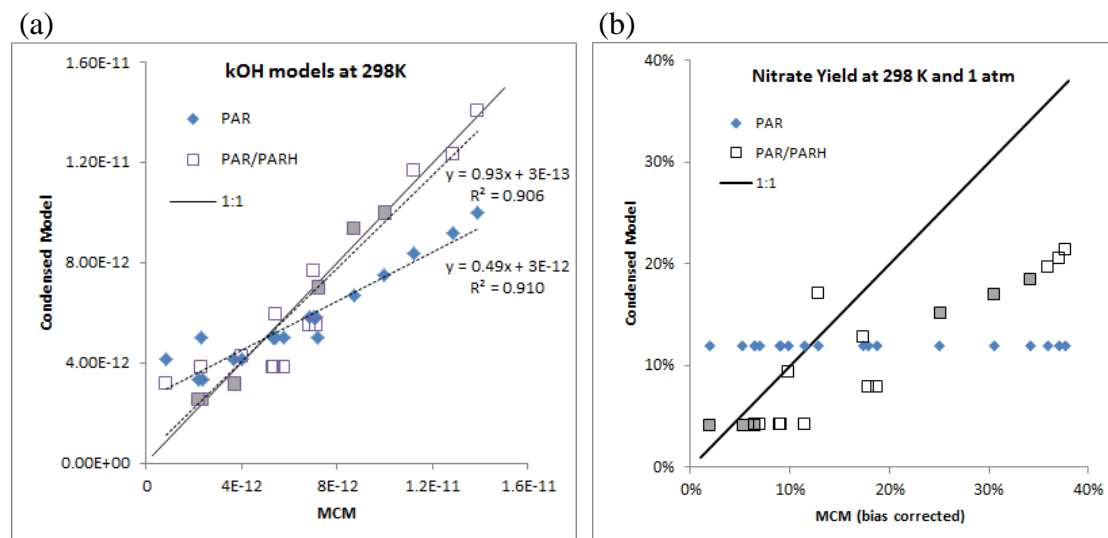 (a)
kOH models at 298K
1.60E-11
1.20E-11
8.00E-12
4.00E-12
0.00E+00
Condensed Model
PAR
PAR/PARH
1:1
y = 0.93x + 3E-13
R² = 0.906
y = 0.49x + 3E-12
R² = 0.910
0
4E-12
8E-12
1.2E-11
1.6E-11
MCM
(b)
Nitrate Yield at 298 K and 1 atm
40%
30%
20%
10%
0%
Condensed Model
PAR
PAR/PARH
1:1
0%
10%
20%
30%
40%
MCM (bias corrected)